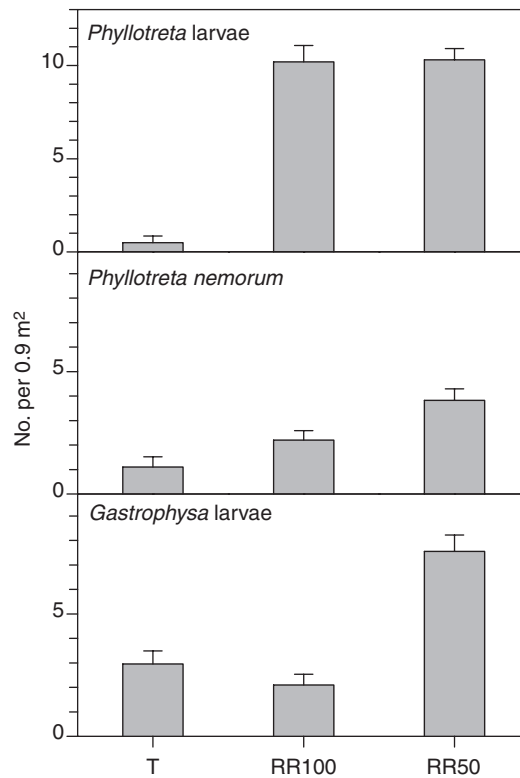 Phyllotreta larvae
10
5
0
Phyllotreta nemorum
5
0
Gastrophysa larvae
5
0
No. per 0.9 m²
T RR100 RR50